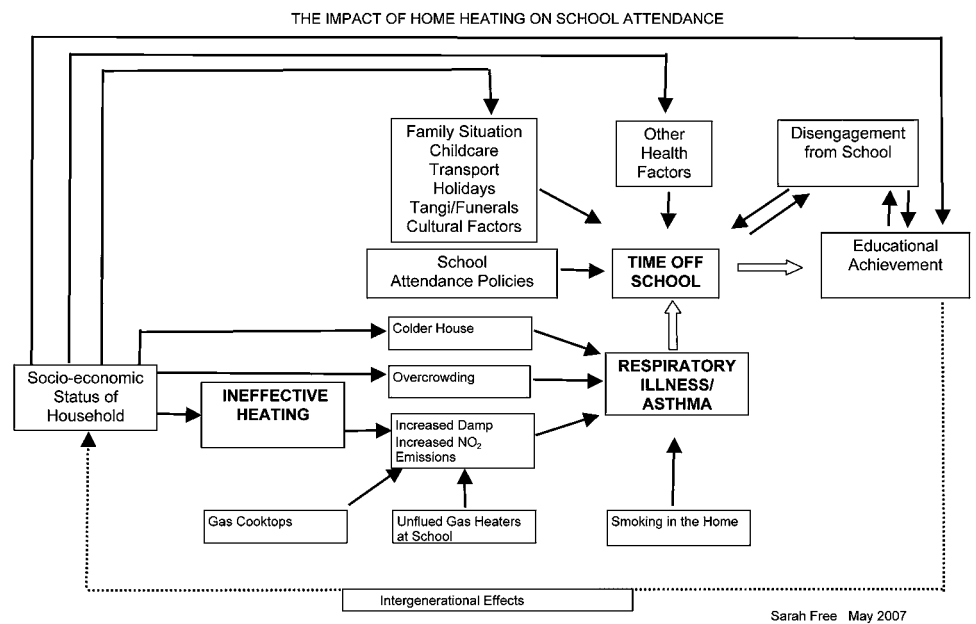 THE IMPACT OF HOME HEATING ON SCHOOL ATTENDANCE
Family Situation
Childcare
Transport
Holidays
Tangi/Funerals
Cultural Factors
Other
Health
Factors
Disengagement
from School
School
Attendance Policies
TIME OFF
SCHOOL
Educational
Achievement
Colder House
Socio-economic
Status of
Household
Overcrowding
RESPIRATORY
ILLNESS/
ASTHMA
INEFFECTIVE
HEATING
Increased Damp
Increased NO₂
Emissions
Gas Cooktops
Unflued Gas Heaters
at School
Smoking in the Home
Intergenerational Effects
Sarah Free May 2007